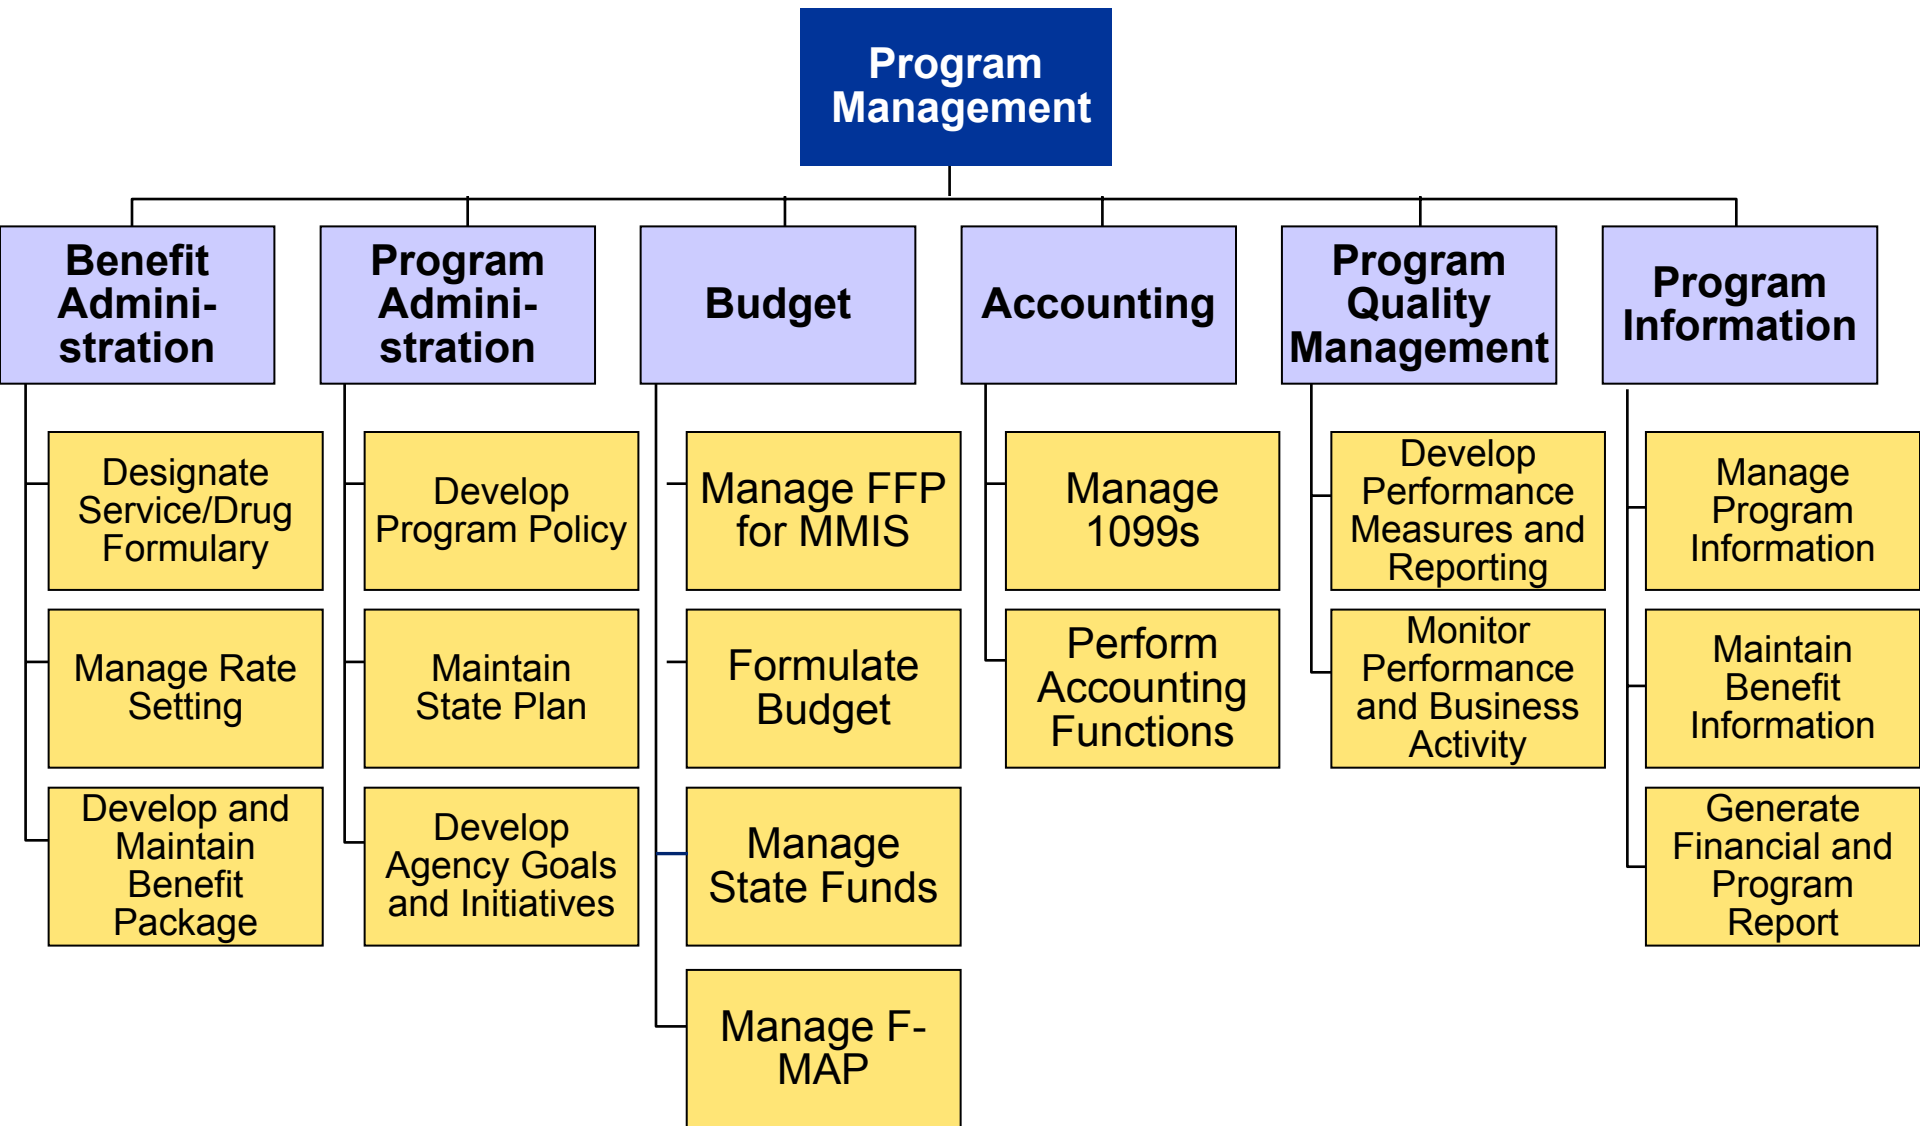 Program
Management
Benefit
Admini-
stration
Program
Admini-
stration
Budget
Accounting
Program
Quality
Management
Program
Information
Designate
Service/Drug
Formulary
Manage Rate
Setting
Develop and
Maintain
Benefit
Package
Develop
Program Policy
Maintain
State Plan
Develop
Agency Goals
and Initiatives
Manage FFP
for MMIS
Formulate
Budget
Manage
State Funds
Manage F-
MAP
Manage
1099s
Perform
Accounting
Functions
Develop
Performance
Measures and
Reporting
Monitor
Performance
and Business
Activity
Manage
Program
Information
Maintain
Benefit
Information
Generate
Financial and
Program
Report